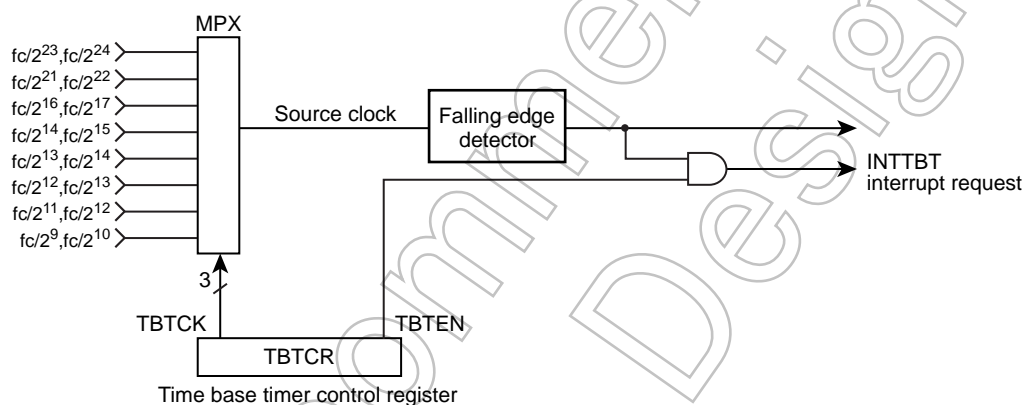 MPX
fc/2^23,fc/2^24
fc/2^21,fc/2^22
fc/2^16,fc/2^17
fc/2^14,fc/2^15
fc/2^13,fc/2^14
fc/2^12,fc/2^13
fc/2^11,fc/2^12
fc/2^9,fc/2^10
Source clock
Falling edge
detector
INTTBT
interrupt request
3
TBTCK
TBTEN
TBTCR
Time base timer control register
ommen
Design